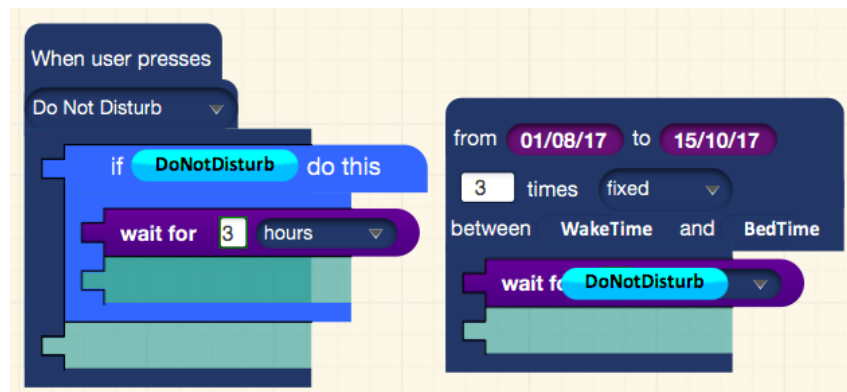 When user presses
Do Not Disturb
if DoNotDisturb do this
wait for 3 hours
from 01/08/17 to 15/10/17
3 times fixed
between WakeTime and BedTime
wait DoNotDisturb